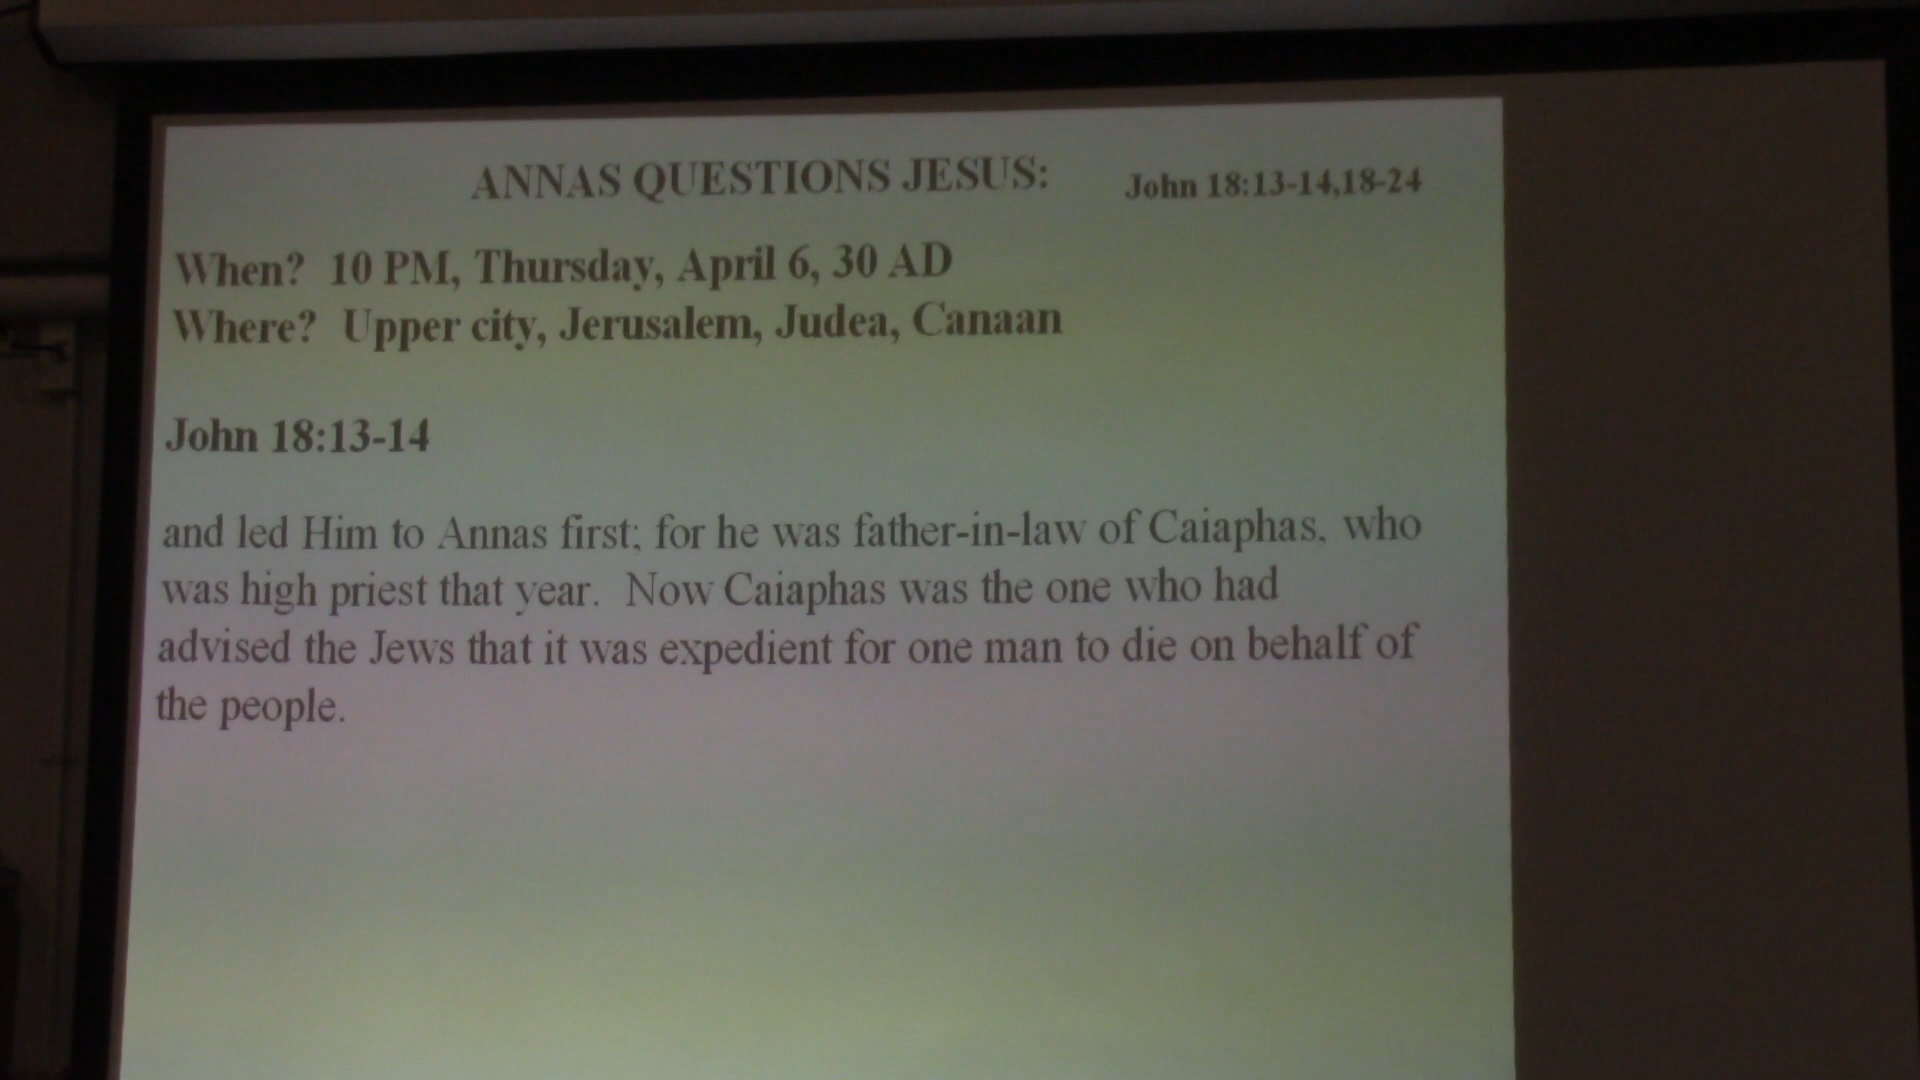 ANNAS QUESTIONS JESUS: John 18:13-14,18-24
When? 10 PM, Thursday, April 6, 30 AD
Where? Upper city, Jerusalem, Judea, Canaan
John 18:13-14
and led Him to Annas first; for he was father-in-law of Caiaphas, who
was high priest that year. Now Caiaphas was the one who had
advised the Jews that it was expedient for one man to die on behalf of
the people.